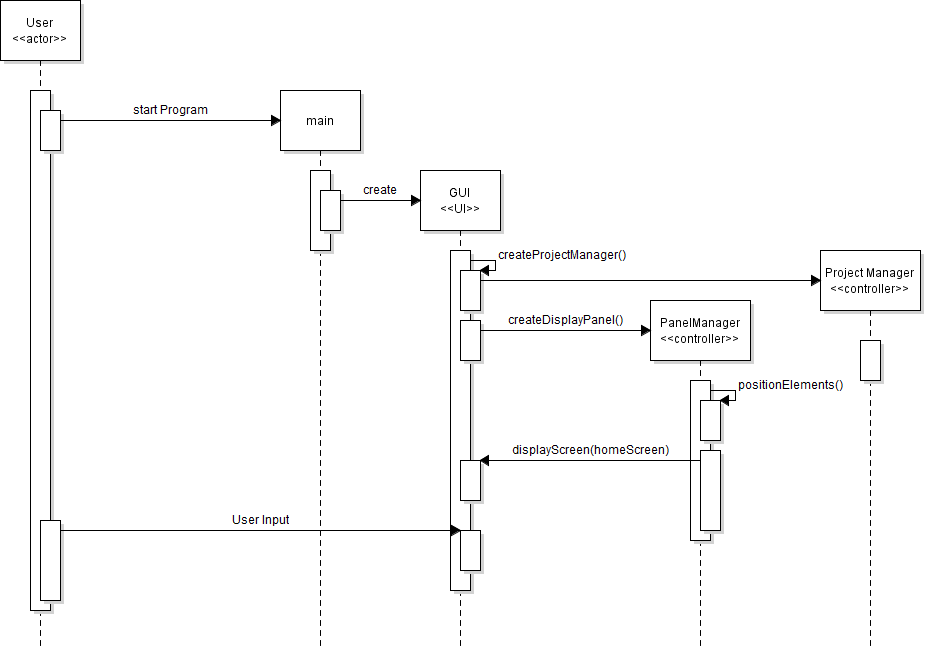 User
<<actor>>
start Program
main
create
GUI
<<UI>>
createProjectManager()
Project Manager
<<controller>>
createDisplayPanel()
PanelManager
<<controller>>
positionElements()
displayScreen(homeScreen)
User Input